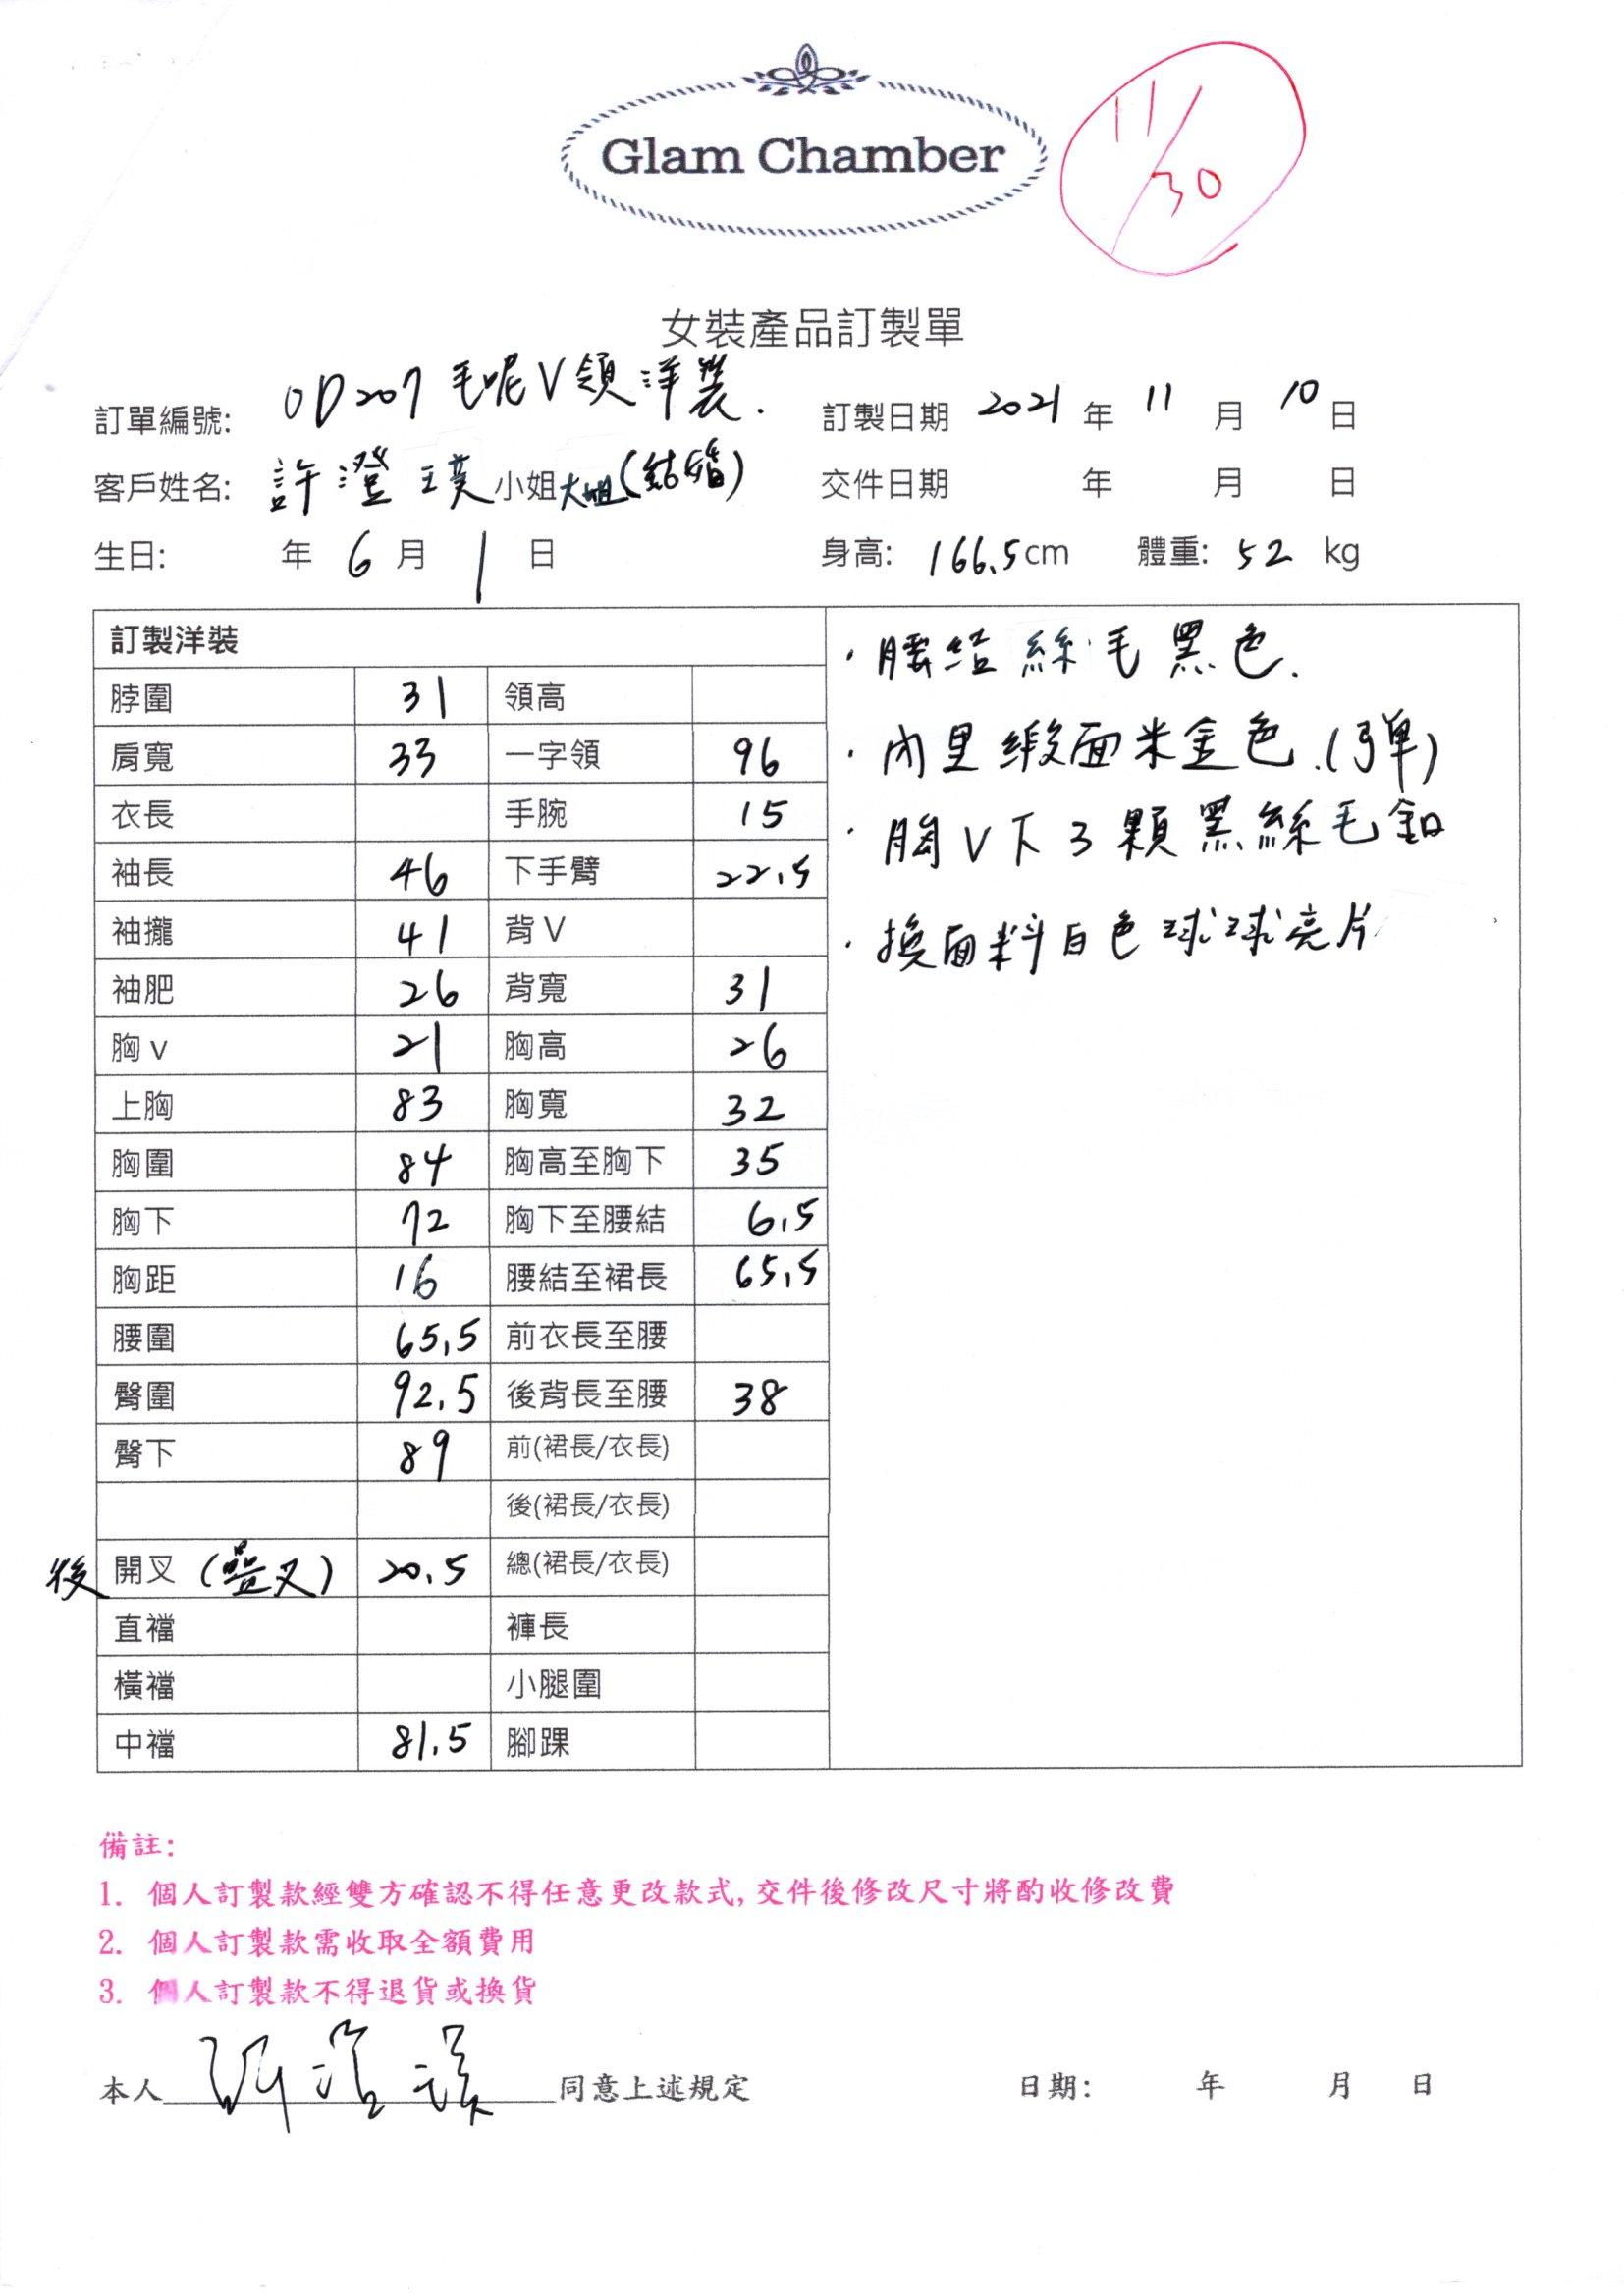 Glam Chamber
11/30
女裝產品訂製單
訂單編號: OD207 毛呢V領洋裝. 訂製日期 2021 年 11 月 10 日
客戶姓名: 許澄璞 小姐 大姐(結婚) 交件日期 年 月 日
生日: 年 6 月 1 日 身高: 166.5 cm 體重: 52 kg
訂製洋裝
脖圍 31 領高
肩寬 33 一字領 96
衣長 手腕 15
袖長 46 下手臂 22.5
袖攏 41 背 V
袖肥 26 背寬 31
胸 v 21 胸高 26
上胸 83 胸寬 32
胸圍 84 胸高至胸下 35
胸下 72 胸下至腰結 6.5
胸距 16 腰結至裙長 65.5
腰圍 65.5 前衣長至腰
臀圍 92.5 後背長至腰 38
臀下 89 前(裙長/衣長)
後(裙長/衣長)
後 開叉 (疊叉) 20.5 總(裙長/衣長)
直襠 褲長
橫襠 小腿圍
中襠 81.5 腳踝
·腰结絲毛黑色.
·內里缎面米金色.(弹)
·胸V下3顆黑絲毛釦
·換面料白色球球亮片
備註:
1. 個人訂製款經雙方確認不得任意更改款式, 交件後修改尺寸將酌收修改費
2. 個人訂製款需收取全額費用
3. 個人訂製款不得退貨或換貨
本人 許澄璞 同意上述規定 日期: 年 月 日